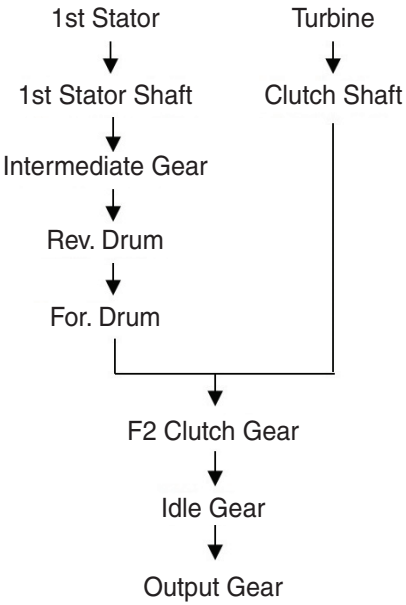 1st Stator
Turbine
1st Stator Shaft
Clutch Shaft
Intermediate Gear
Rev. Drum
For. Drum
F2 Clutch Gear
Idle Gear
Output Gear